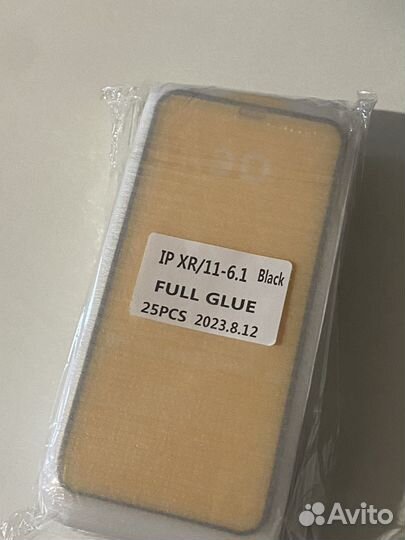 IP XR/11-6.1 Black
FULL GLUE
25PCS 2023.8.12
Avito